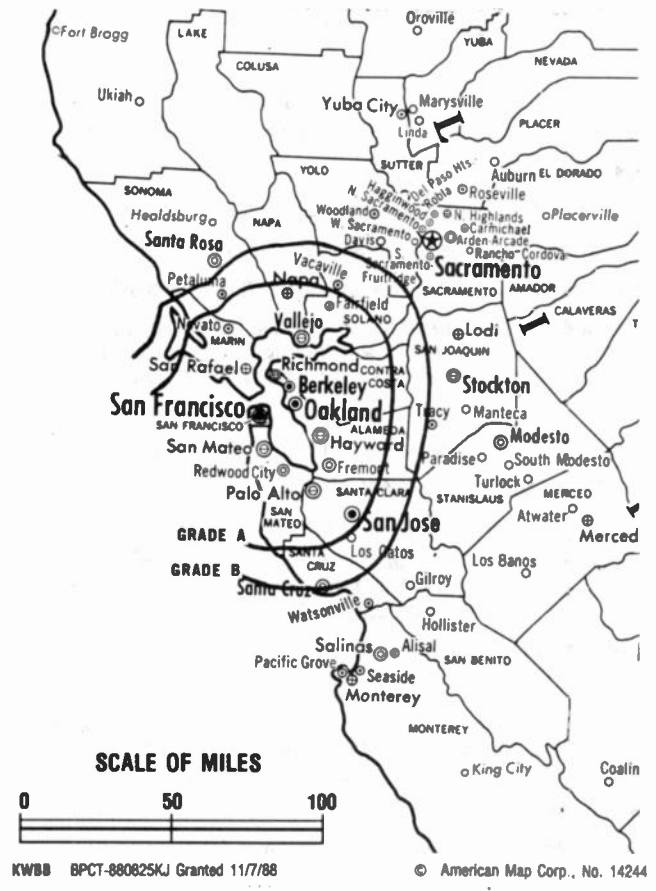 Oroville
Fort Bragg
LAKE
YUBA
COLUSA
NEVADA
Ukiah
Yuba City
Marysville
Linda
PLACER
SUTTER
YOLO
Auburn
EL DORADO
SONOMA
Del Paso Hts.
Robla
Roseville
Hagginwood
N. Sacramento
Healdsburg
NAPA
Woodland
N. Highlands
Placerville
W. Sacramento
Carmichael
Santa Rosa
Davis
Arden-Arcade
Rancho Cordova
S. Sacramento-
Fruitridge
Sacramento
Vacaville
Petaluma
Napa
SACRAMENTO
AMADOR
Fairfield
SOLANO
CALAVERAS
Vallejo
Novato
MARIN
Lodi
SAN JOAQUIN
San Rafael
Richmond
CONTRA
COSTA
Berkeley
Stockton
San Francisco
Oakland
SAN FRANCISCO
ALAMEDA
Tracy
Manteca
San Mateo
Hayward
Modesto
Redwood City
Fremont
Paradise
South Modesto
Turlock
Palo Alto
SANTA CLARA
STANISLAUS
MERCED
SAN
MATEO
San Jose
Atwater
Merced
GRADE A
Los Gatos
SANTA
CRUZ
Los Banos
GRADE B
Santa Cruz
Gilroy
Watsonville
Hollister
Salinas
Alisal
SAN BENITO
Pacific Grove
Seaside
Monterey
MONTEREY
SCALE OF MILES
King City
Coalin
0 50 100
KWBB BPCT-880825KJ Granted 11/7/88 © American Map Corp., No. 14244